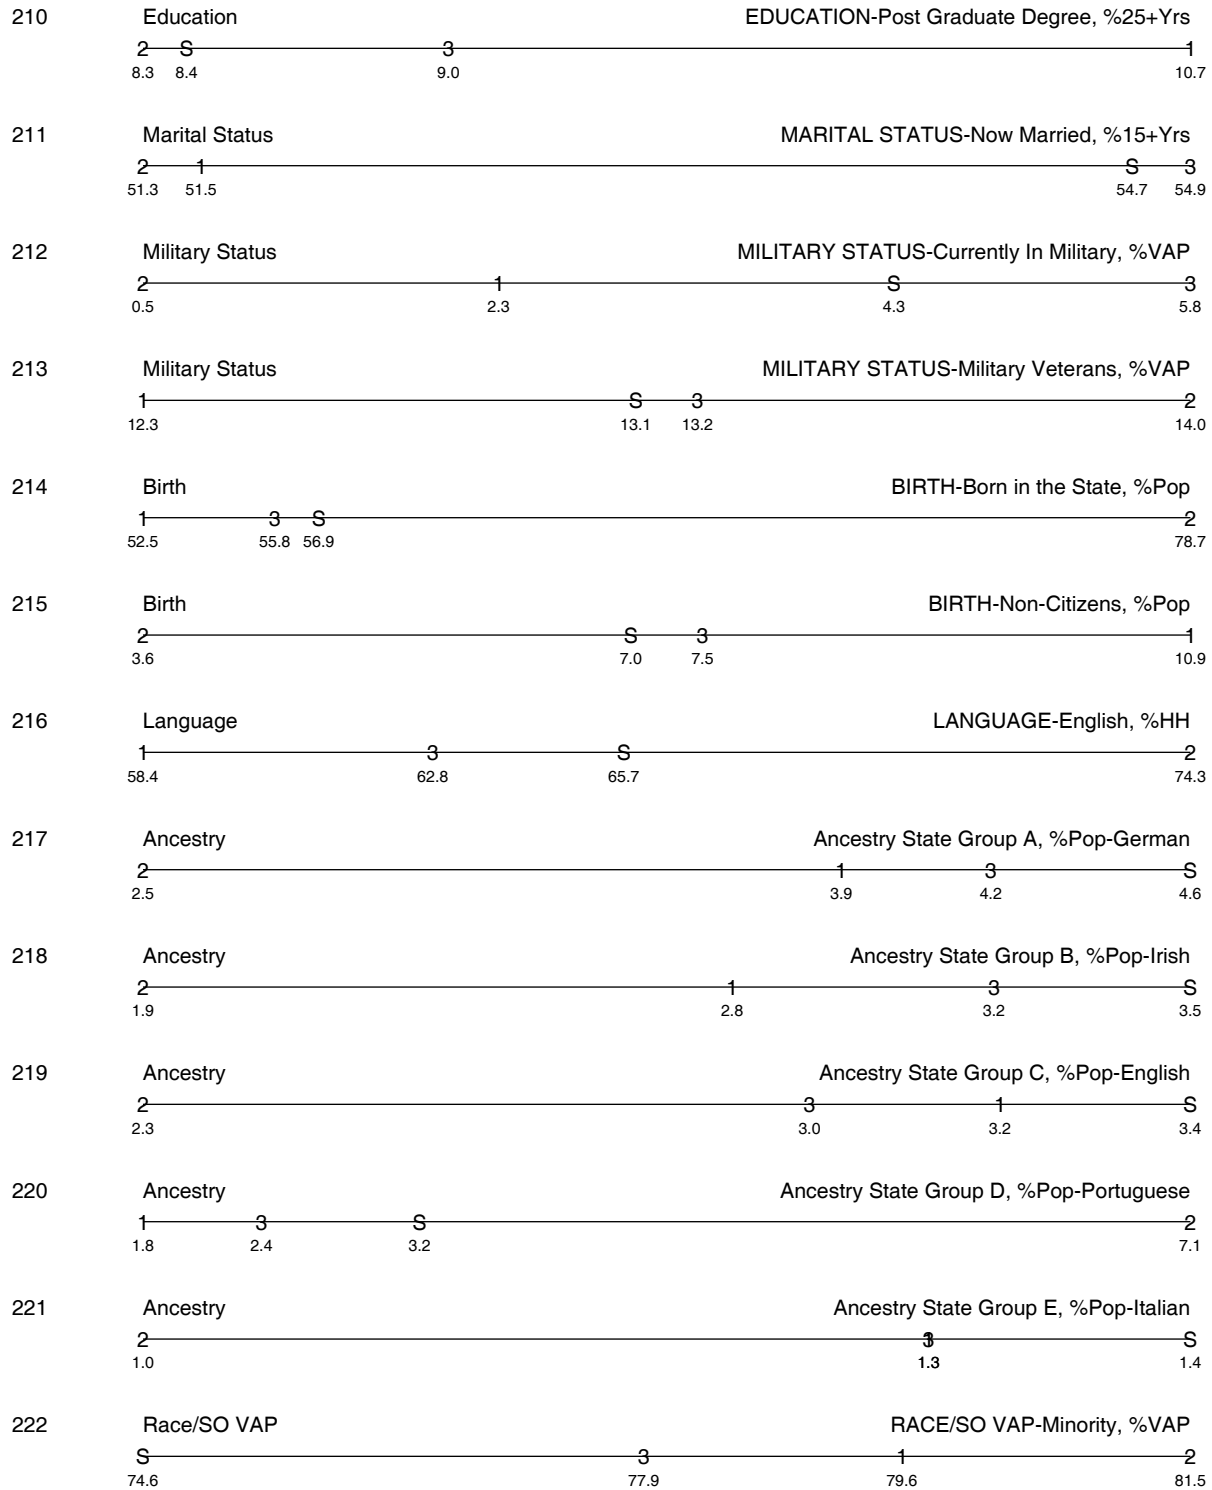 210 Education EDUCATION-Post Graduate Degree, %25+Yrs
2 S 3 1
8.3 8.4 9.0 10.7
211 Marital Status MARITAL STATUS-Now Married, %15+Yrs
2 1 S 3
51.3 51.5 54.7 54.9
212 Military Status MILITARY STATUS-Currently In Military, %VAP
2 1 S 3
0.5 2.3 4.3 5.8
213 Military Status MILITARY STATUS-Military Veterans, %VAP
1 S 3 2
12.3 13.1 13.2 14.0
214 Birth BIRTH-Born in the State, %Pop
1 3 S 2
52.5 55.8 56.9 78.7
215 Birth BIRTH-Non-Citizens, %Pop
2 S 3 1
3.6 7.0 7.5 10.9
216 Language LANGUAGE-English, %HH
1 3 S 2
58.4 62.8 65.7 74.3
217 Ancestry Ancestry State Group A, %Pop-German
2 1 3 S
2.5 3.9 4.2 4.6
218 Ancestry Ancestry State Group B, %Pop-Irish
2 1 3 S
1.9 2.8 3.2 3.5
219 Ancestry Ancestry State Group C, %Pop-English
2 3 1 S
2.3 3.0 3.2 3.4
220 Ancestry Ancestry State Group D, %Pop-Portuguese
1 3 S 2
1.8 2.4 3.2 7.1
221 Ancestry Ancestry State Group E, %Pop-Italian
2 1 3 S
1.0 1.3 1.3 1.4
222 Race/SO VAP RACE/SO VAP-Minority, %VAP
S 3 1 2
74.6 77.9 79.6 81.5